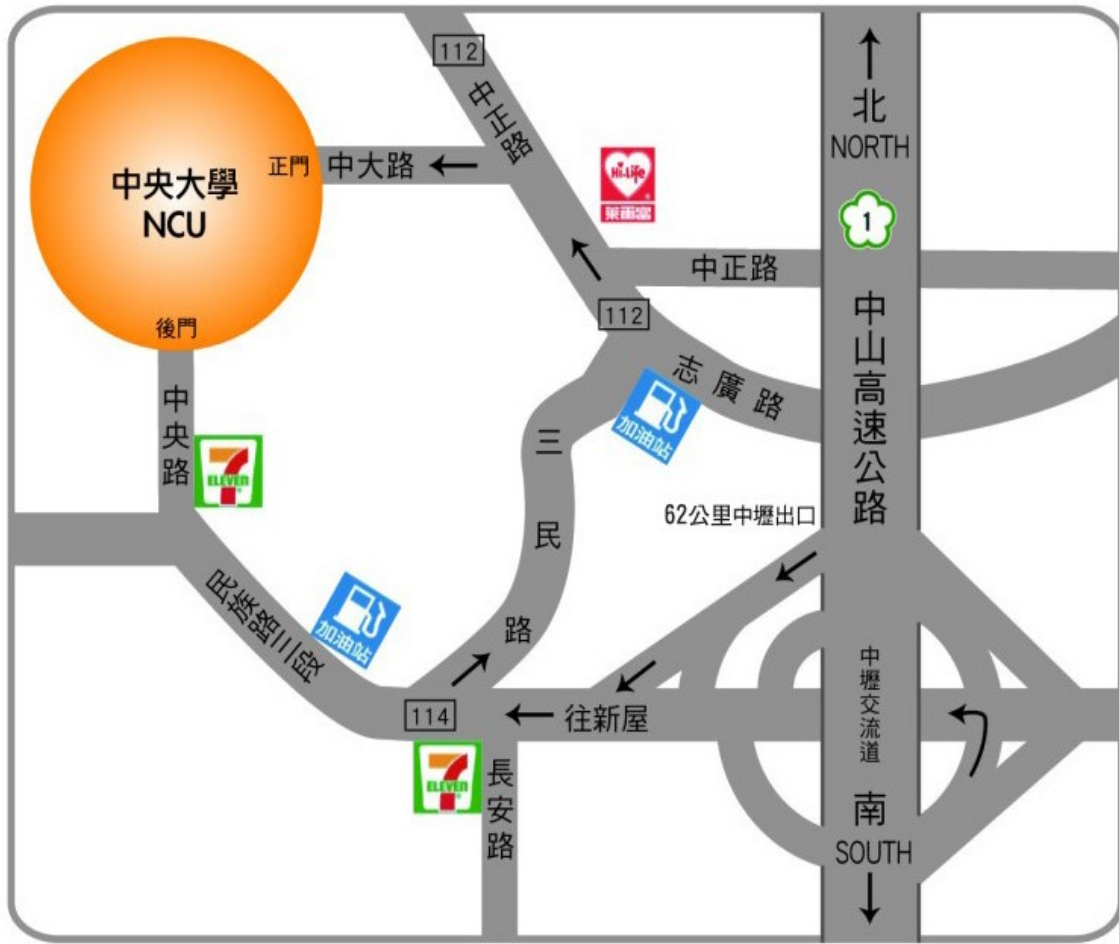 112
中正路
北
NORTH
正門
中大路
中央大學
NCU
Hi-Life
萊爾富
1
中正路
112
後門
志廣路
中山高速公路
加油站
中央路
7
ELEVEN
三民路
62公里中壢出口
民族路三段
加油站
中壢交流道
114
往新屋
7
ELEVEN
長安路
南
SOUTH